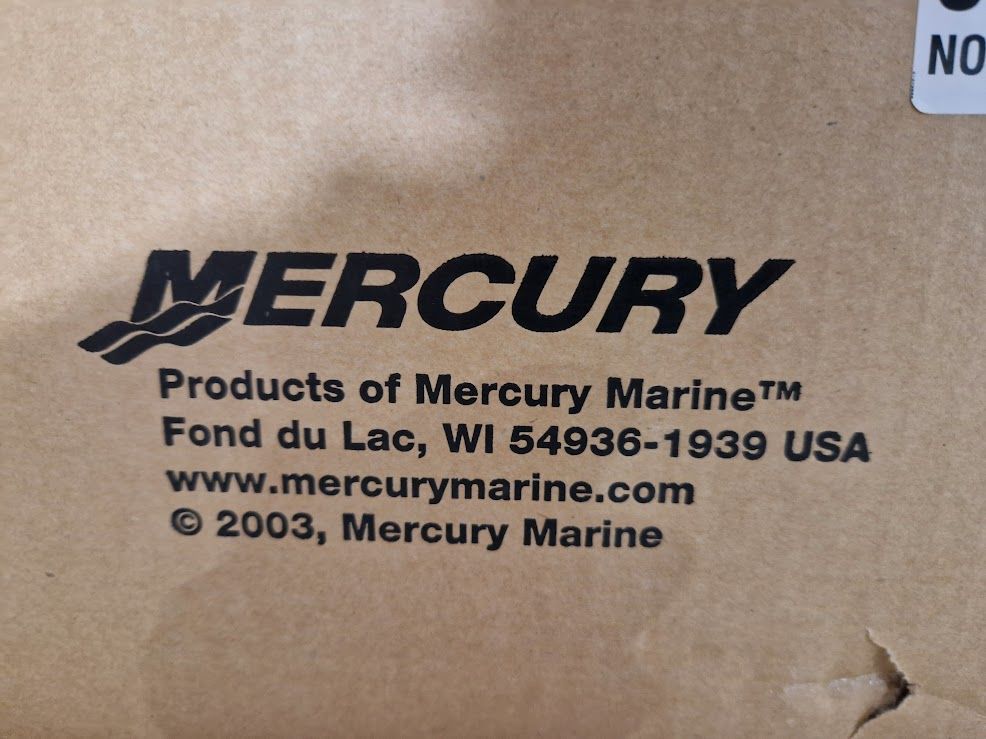 NO
MERCURY
Products of Mercury Marine™
Fond du Lac, WI 54936-1939 USA
www.mercurymarine.com
© 2003, Mercury Marine